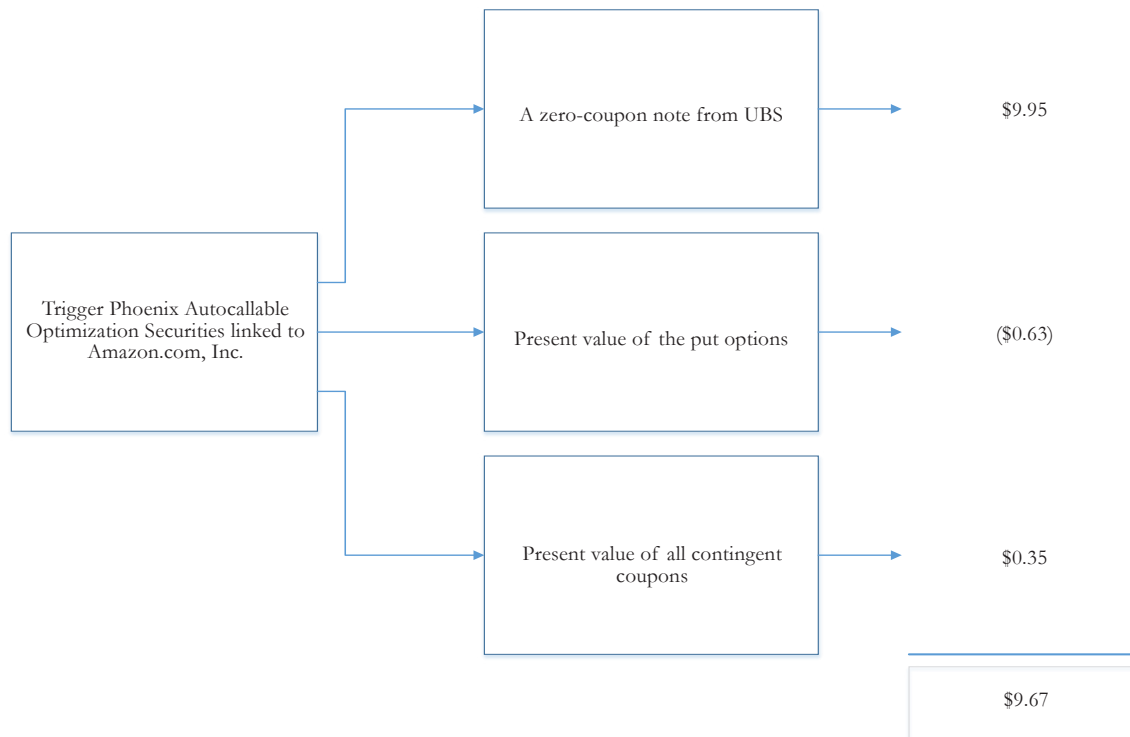 A zero-coupon note from UBS
$9.95
Trigger Phoenix Autocallable
Optimization Securities linked to
Amazon.com, Inc.
Present value of the put options
($0.63)
Present value of all contingent
coupons
$0.35
$9.67